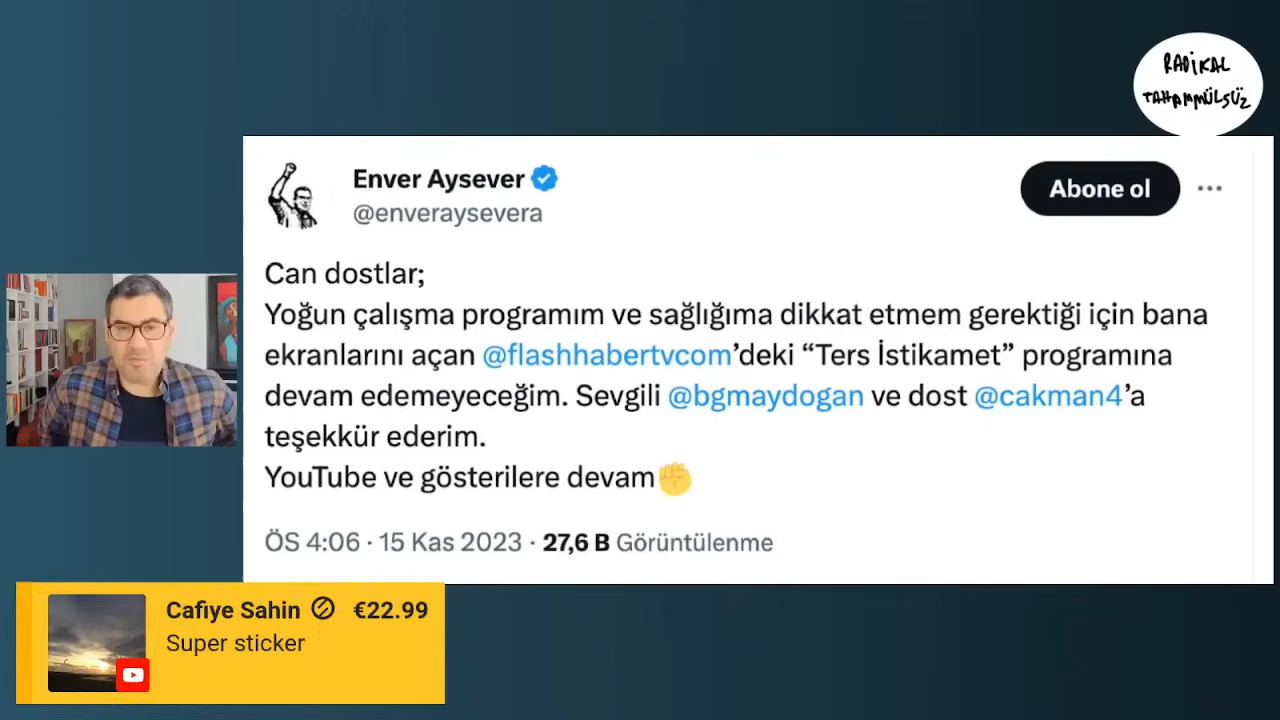 RADİKAL
TAHAMMÜLSÜZ
Enver Aysever
@enveraysevera
Abone ol
Can dostlar;
Yoğun çalışma programım ve sağlığıma dikkat etmem gerektiği için bana
ekranlarını açan @flashhabertvcom’deki “Ters İstikamet” programına
devam edemeyeceğim. Sevgili @bgmaydogan ve dost @cakman4’a
teşekkür ederim.
YouTube ve gösterilere devam✊
ÖS 4:06 · 15 Kas 2023 · 27,6 B Görüntülenme
Cafiye Sahin €22.99
Super sticker